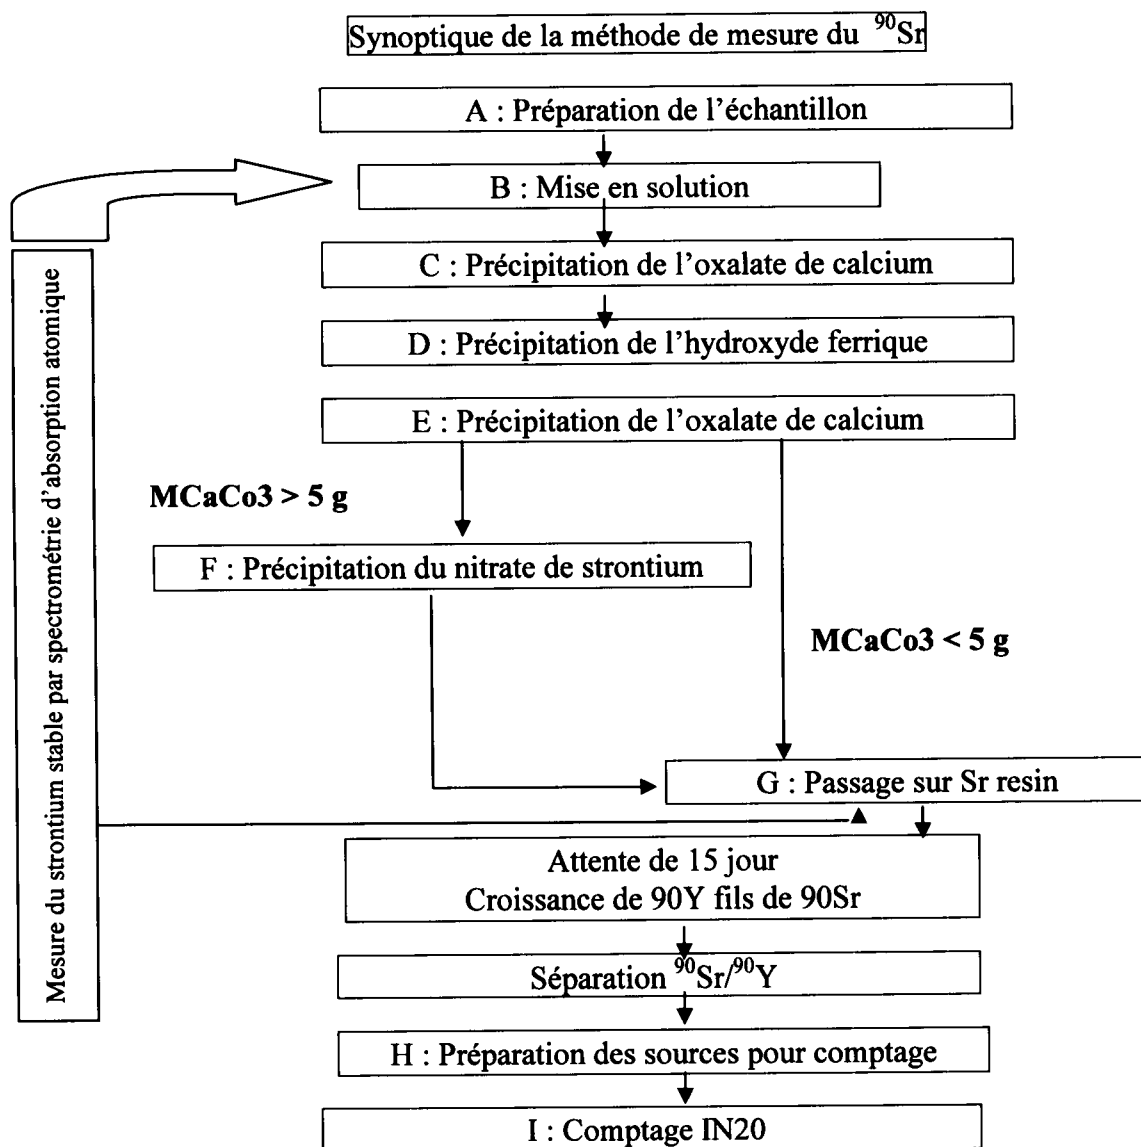 Synoptique de la méthode de mesure du ⁹⁰Sr
A : Préparation de l'échantillon
B : Mise en solution
C : Précipitation de l'oxalate de calcium
D : Précipitation de l'hydroxyde ferrique
E : Précipitation de l'oxalate de calcium
MCaCo3 > 5 g
F : Précipitation du nitrate de strontium
MCaCo3 < 5 g
G : Passage sur Sr resin
Mesure du strontium stable par spectrométrie d'absorption atomique
Attente de 15 jour
Croissance de 90Y fils de 90Sr
Séparation ⁹⁰Sr/⁹⁰Y
H : Préparation des sources pour comptage
I : Comptage IN20